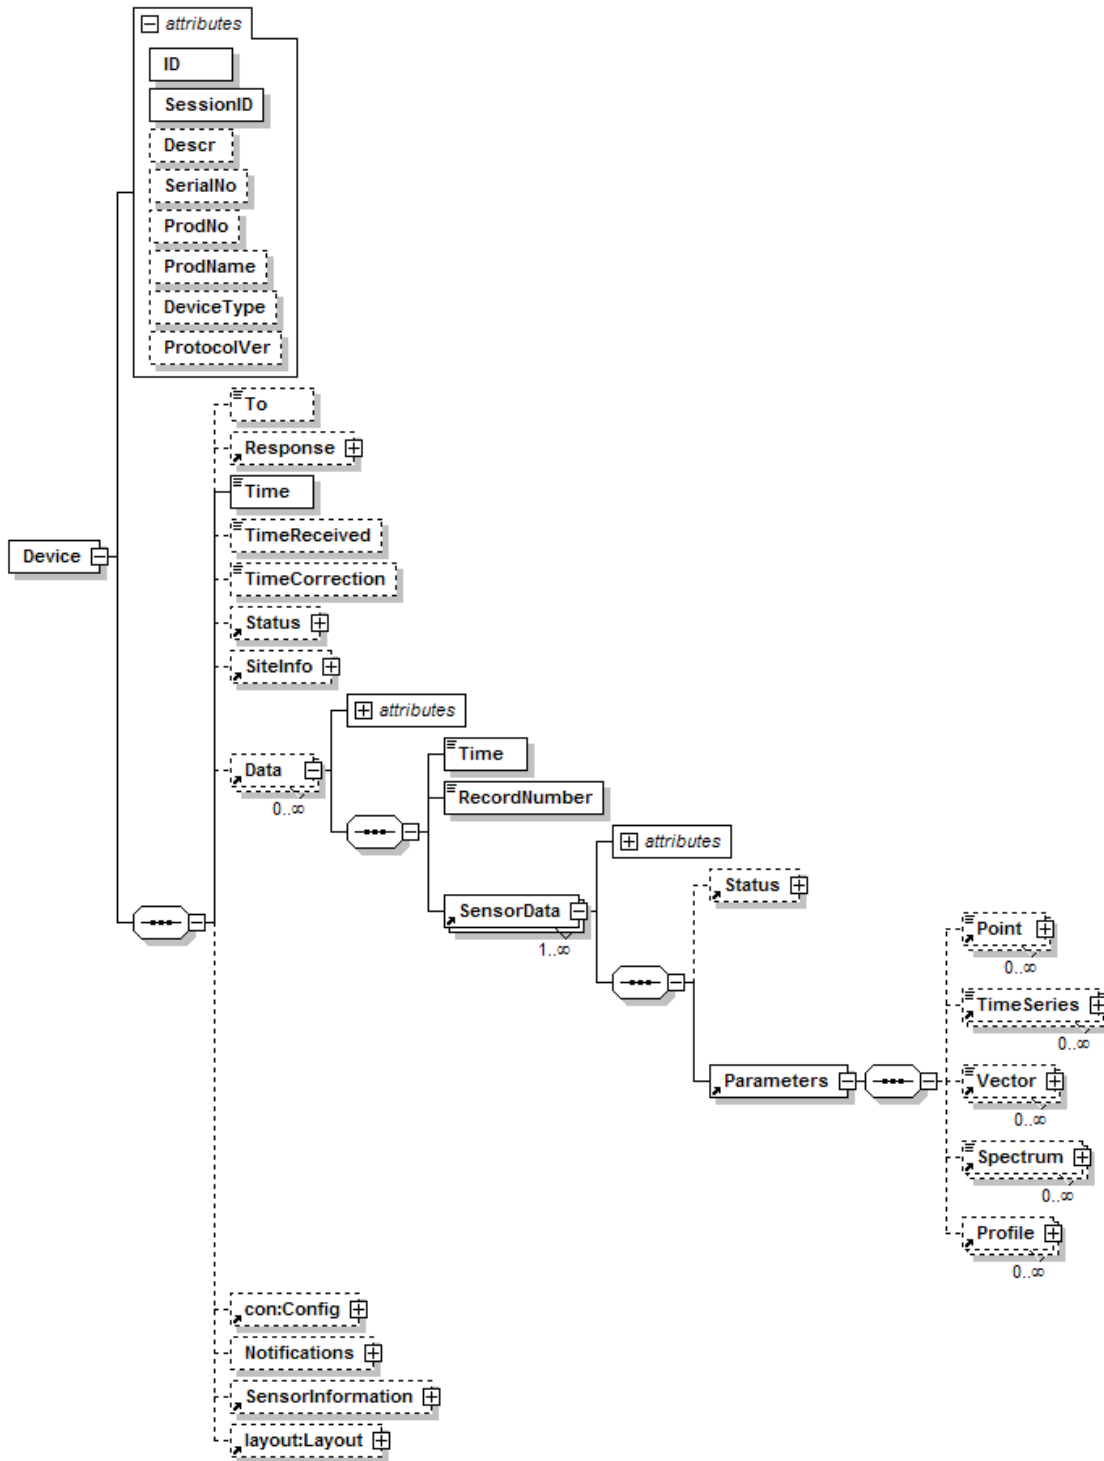 attributes
ID
SessionID
Descr
SerialNo
ProdNo
ProdName
DeviceType
ProtocolVer
To
Response
Time
Device
TimeReceived
TimeCorrection
Status
SiteInfo
attributes
Data
0..∞
Time
RecordNumber
attributes
SensorData
1..∞
Status
Point
0..∞
TimeSeries
0..∞
Parameters
Vector
0..∞
Spectrum
0..∞
Profile
0..∞
con:Config
Notifications
SensorInformation
layout:Layout